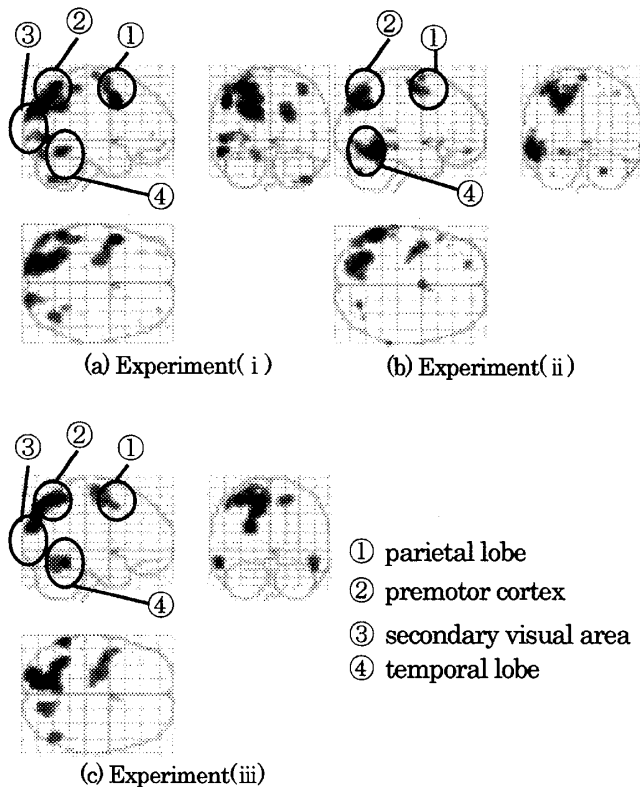 ③ ② ① ② ①
④ ④
(a) Experiment( i ) (b) Experiment( ii )
③ ② ①
④
① parietal lobe
② premotor cortex
③ secondary visual area
④ temporal lobe
(c) Experiment(iii)